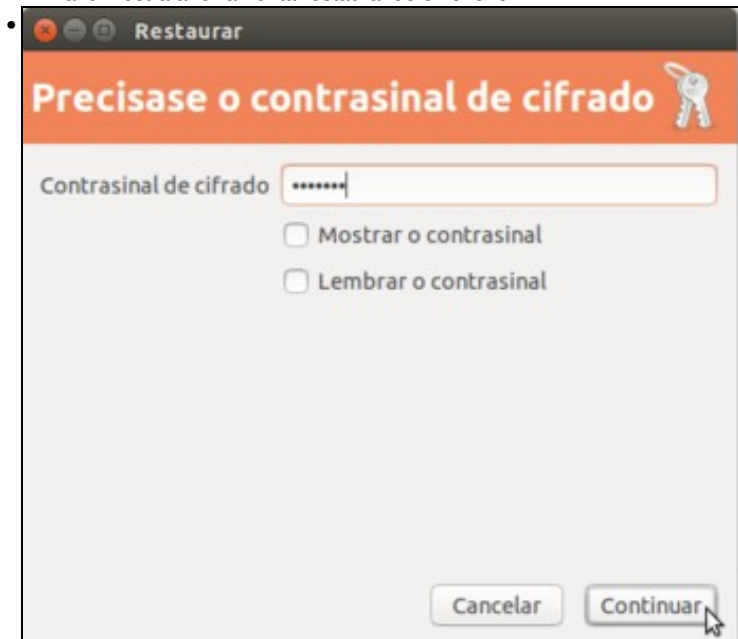 Restaurar
Precisase o contrasinal de cifrado
Contrasinal de cifrado •••••••
Mostrar o contrasinal
Lembrar o contrasinal
Cancelar Continuar